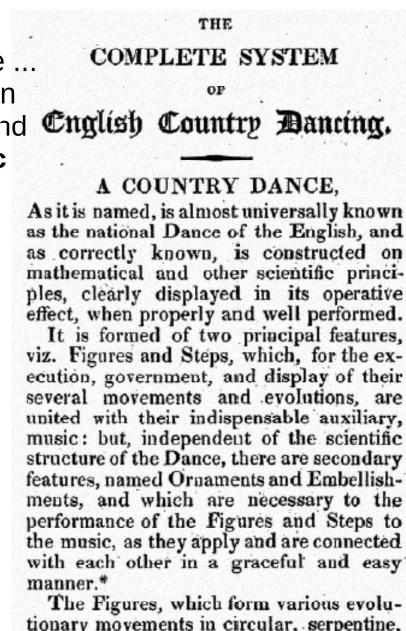 THE
COMPLETE SYSTEM
OF
English Country Dancing.
A COUNTRY DANCE,
As it is named, is almost universally known
as the national Dance of the English, and
as correctly known, is constructed on
mathematical and other scientific princi-
ples, clearly displayed in its operative
effect, when properly and well performed.
It is formed of two principal features,
viz. Figures and Steps, which, for the ex-
ecution, government, and display of their
several movements and evolutions, are
united with their indispensable auxiliary,
music: but, independent of the scientific
structure of the Dance, there are secondary
features, named Ornaments and Embellish-
ments, and which are necessary to the
performance of the Figures and Steps to
the music, as they apply and are connected
with each other in a graceful and easy
manner.*
The Figures, which form various evolu-
tionary movements in circular, serpentine,